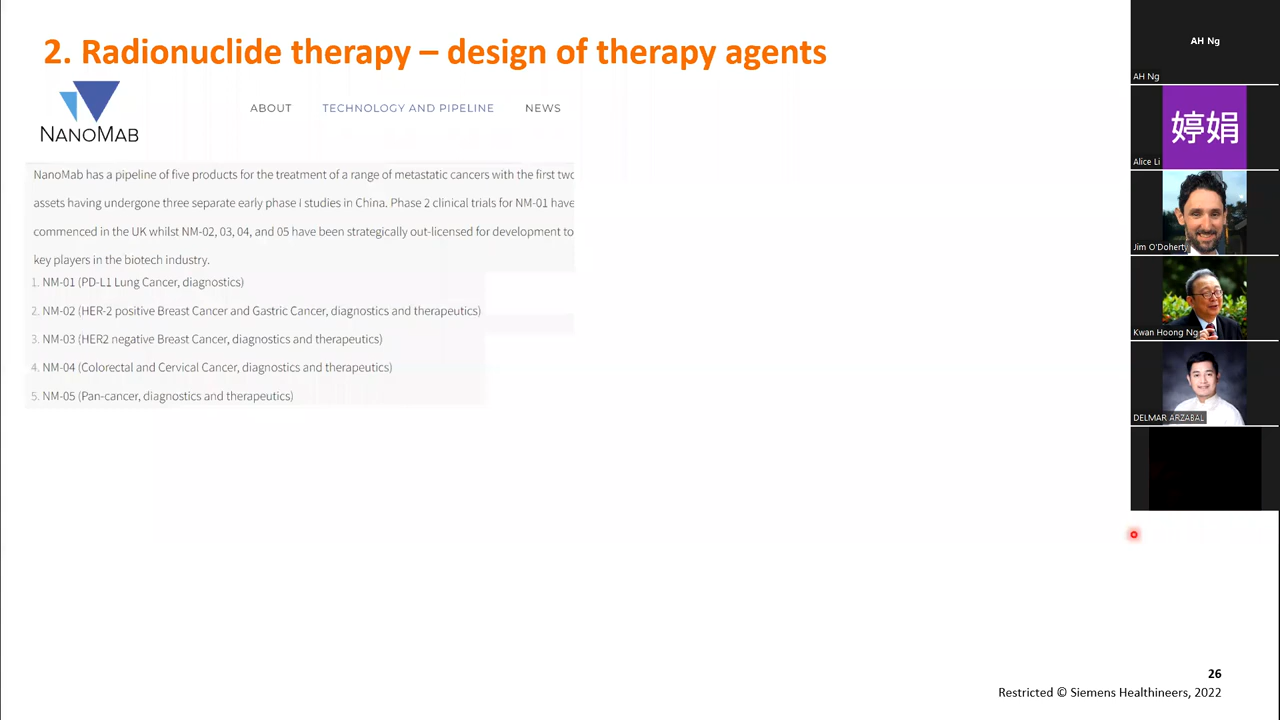 2. Radionuclide therapy – design of therapy agents
NANOMAB
ABOUT TECHNOLOGY AND PIPELINE NEWS
NanoMab has a pipeline of five products for the treatment of a range of metastatic cancers with the first two
assets having undergone three separate early phase I studies in China. Phase 2 clinical trials for NM-01 have
commenced in the UK whilst NM-02, 03, 04, and 05 have been strategically out-licensed for development to
key players in the biotech industry.
1. NM-01 (PD-L1 Lung Cancer, diagnostics)
2. NM-02 (HER-2 positive Breast Cancer and Gastric Cancer, diagnostics and therapeutics)
3. NM-03 (HER2 negative Breast Cancer, diagnostics and therapeutics)
4. NM-04 (Colorectal and Cervical Cancer, diagnostics and therapeutics)
5. NM-05 (Pan-cancer, diagnostics and therapeutics)
AH Ng
AH Ng
婷娟
Alice Li
Jim O'Doherty
Kwan Hoong Ng
DELMAR ARZABAL
26
Restricted © Siemens Healthineers, 2022